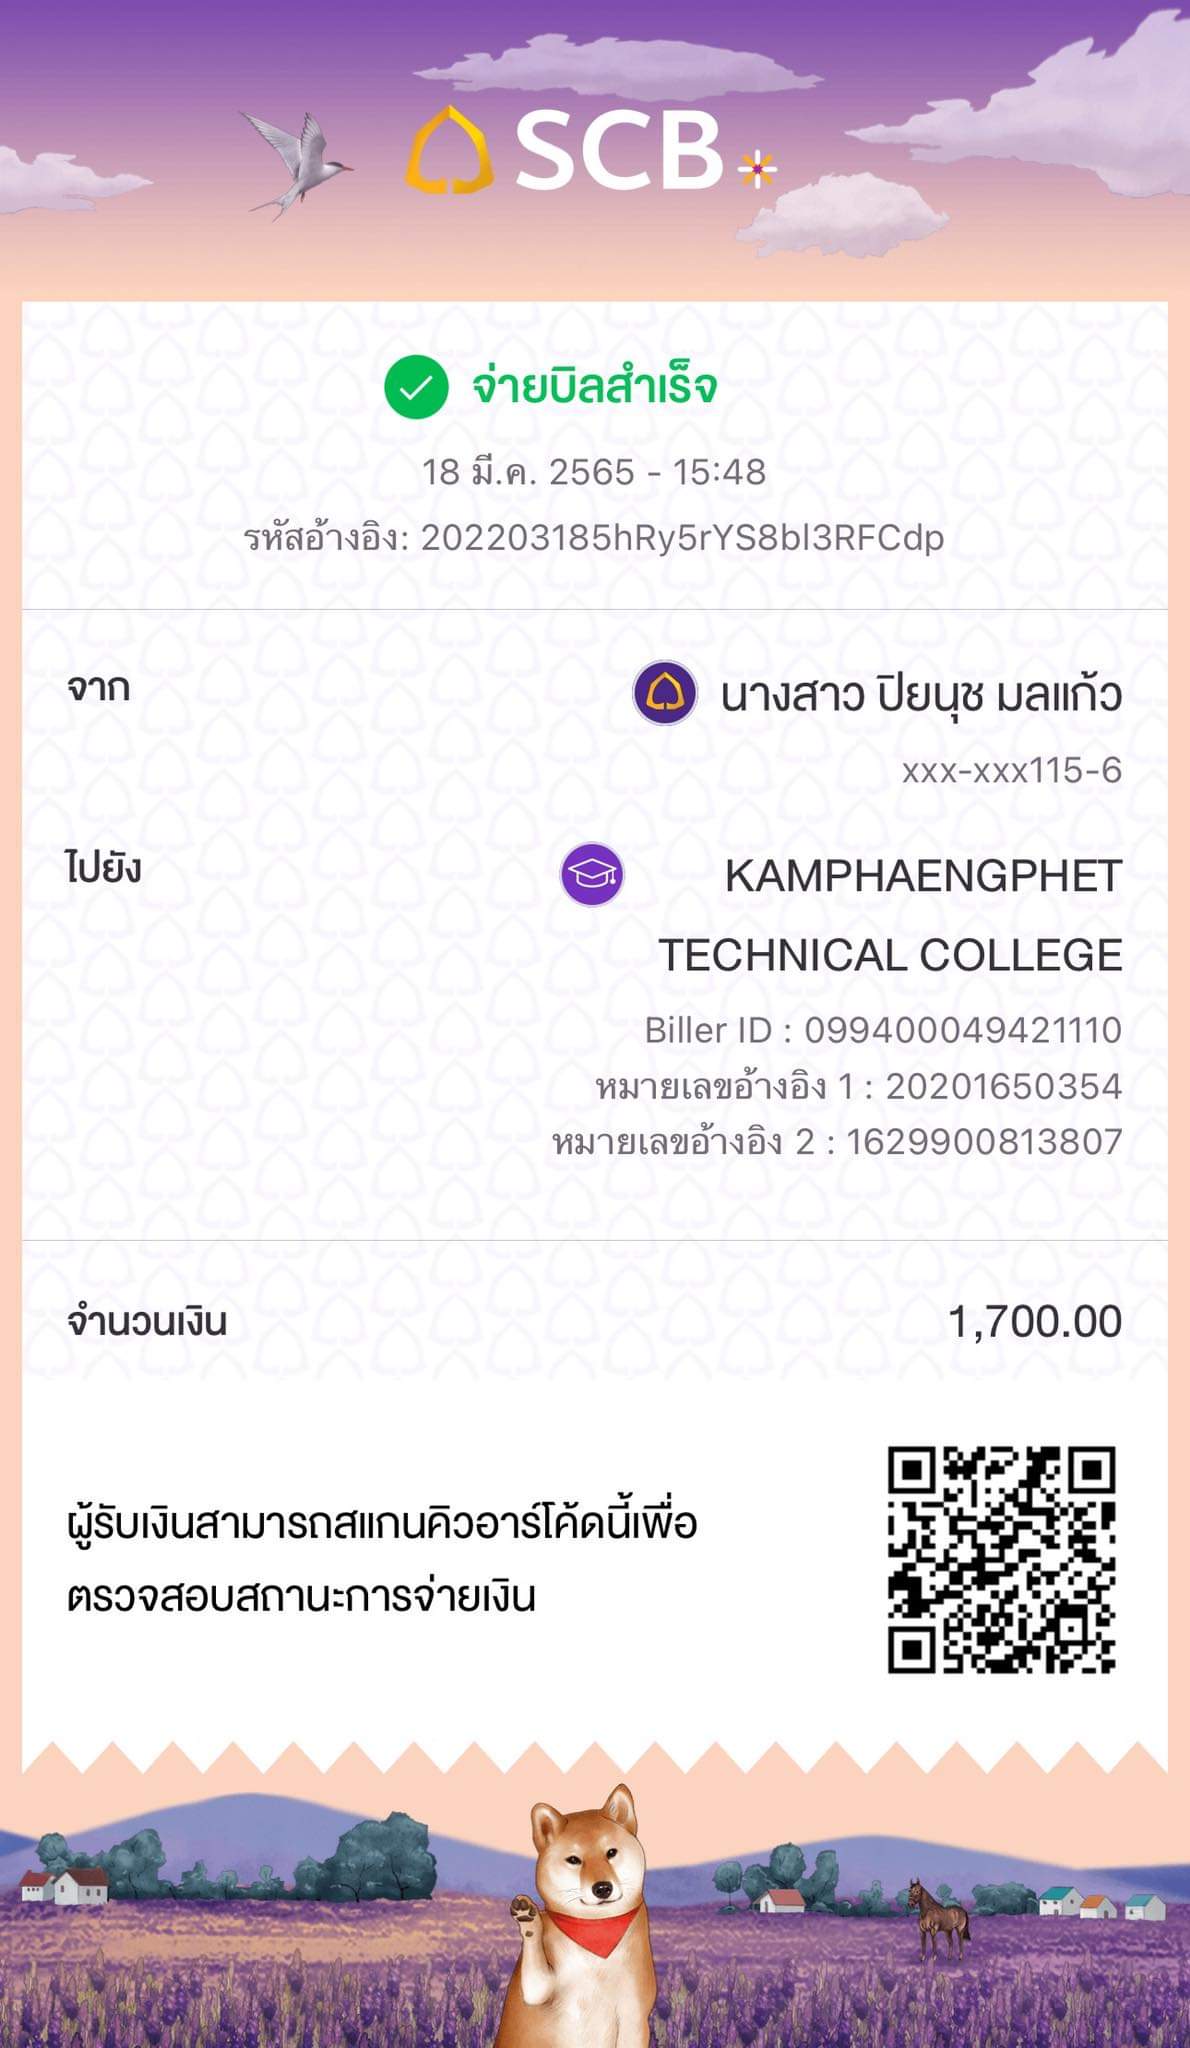 SCB
จ่ายบิลสำเร็จ
18 มี.ค. 2565 - 15:48
รหัสอ้างอิง: 202203185hRy5rYS8bl3RFCdp
จาก
นางสาว ปิยนุช มลแก้ว
xxx-xxx115-6
ไปยัง
KAMPHAENGPHET
TECHNICAL COLLEGE
Biller ID : 099400049421110
หมายเลขอ้างอิง 1 : 20201650354
หมายเลขอ้างอิง 2 : 1629900813807
จำนวนเงิน
1,700.00
ผู้รับเงินสามารถสแกนคิวอาร์โค้ดนี้เพื่อ
ตรวจสอบสถานะการจ่ายเงิน